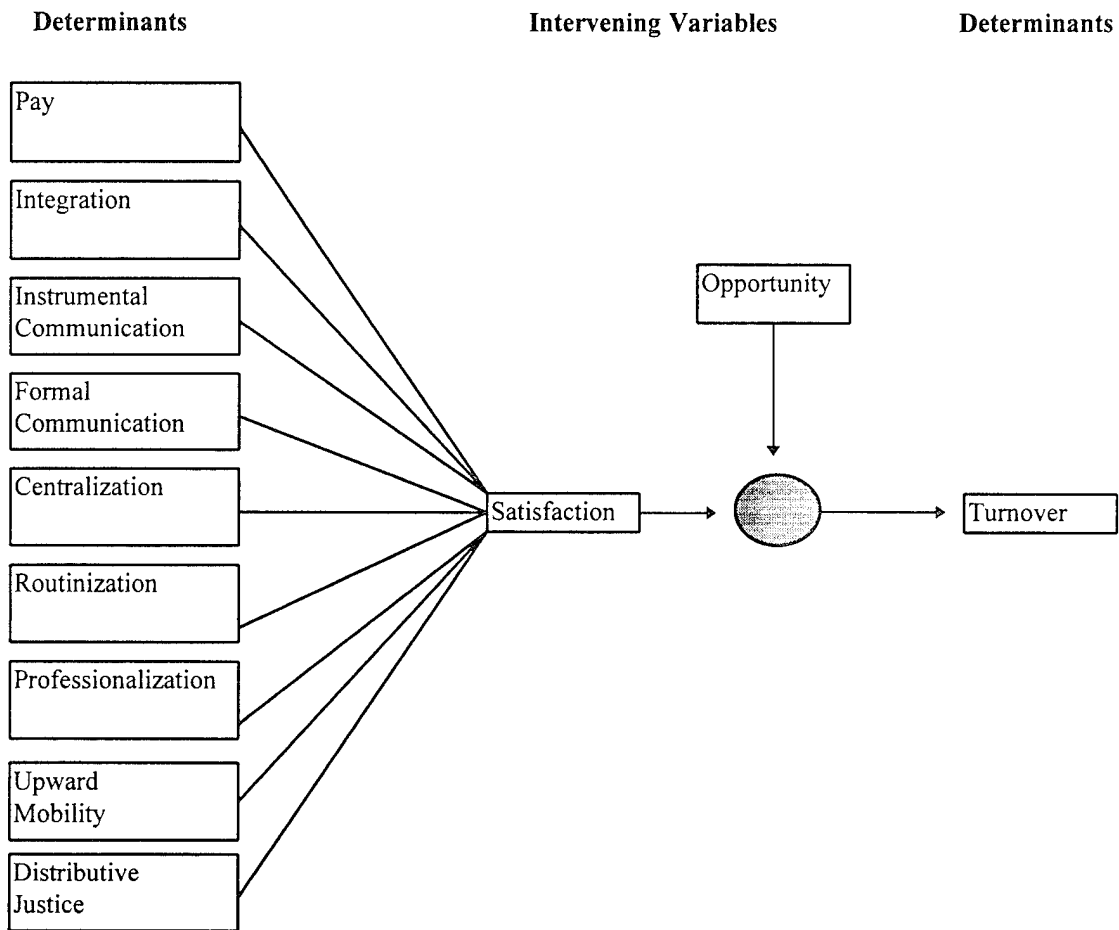 Determinants
Intervening Variables
Determinants
Pay
Integration
Instrumental
Communication
Formal
Communication
Centralization
Routinization
Professionalization
Upward
Mobility
Distributive
Justice
Opportunity
Satisfaction
Turnover